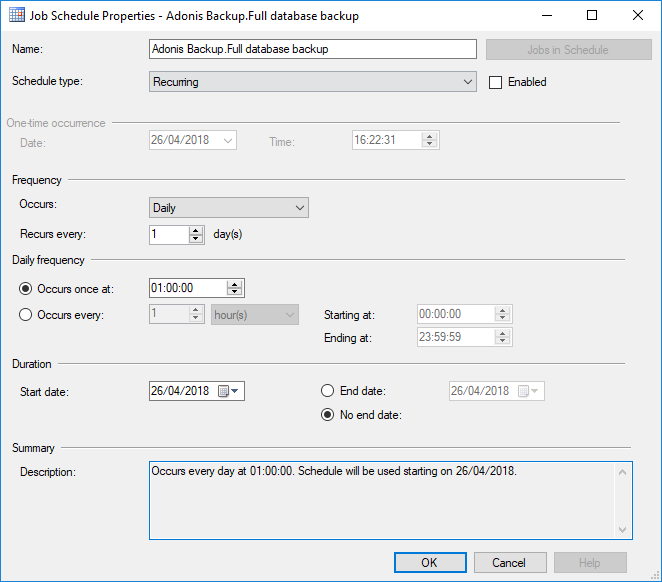 Job Schedule Properties - Adonis Backup.Full database backup
Name: Adonis Backup.Full database backup Jobs in Schedule
Schedule type: Recurring Enabled
One-time occurrence
Date: 26/04/2018 Time: 16:22:31
Frequency
Occurs: Daily
Recurs every: 1 day(s)
Daily frequency
Occurs once at: 01:00:00
Occurs every: 1 hour(s) Starting at: 00:00:00
Ending at: 23:59:59
Duration
Start date: 26/04/2018 End date: 26/04/2018
No end date:
Summary
Description: Occurs every day at 01:00:00. Schedule will be used starting on 26/04/2018.
OK Cancel Help